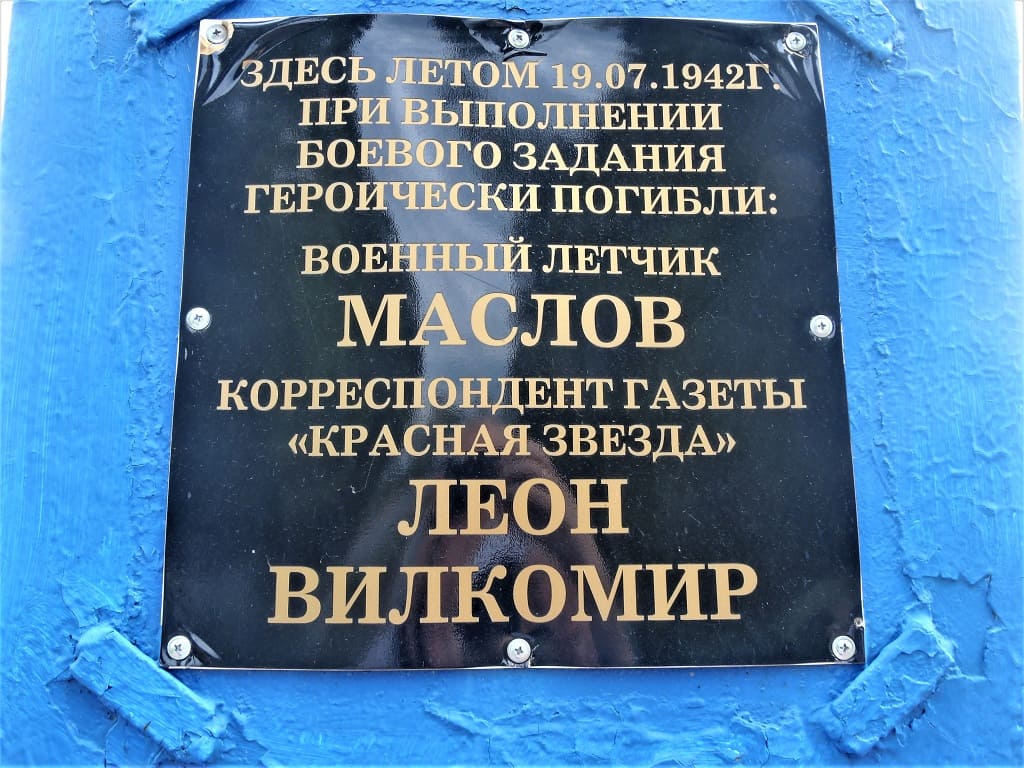 ЗДЕСЬ ЛЕТОМ 19.07.1942Г.
ПРИ ВЫПОЛНЕНИИ
БОЕВОГО ЗАДАНИЯ
ГЕРОИЧЕСКИ ПОГИБЛИ:
ВОЕННЫЙ ЛЕТЧИК
МАСЛОВ
КОРРЕСПОНДЕНТ ГАЗЕТЫ
«КРАСНАЯ ЗВЕЗДА»
ЛЕОН
ВИЛКОМИР